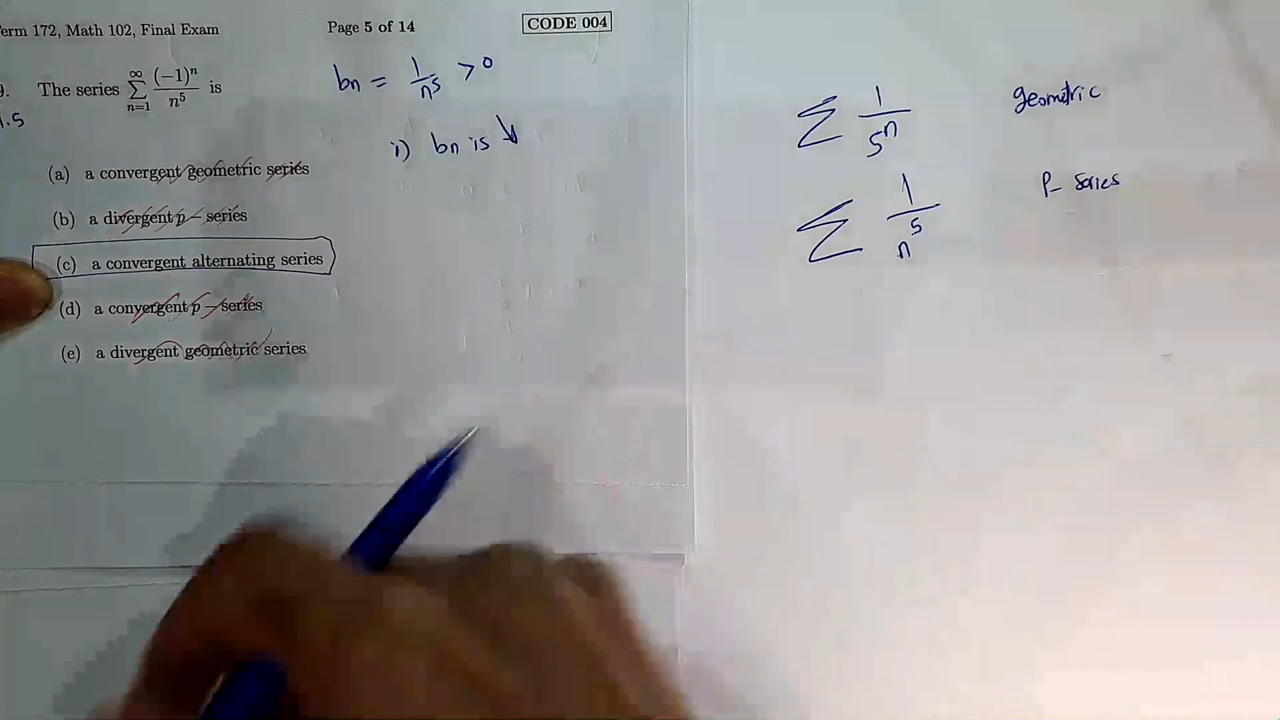 erm 172, Math 102, Final Exam Page 5 of 14 CODE 004
9. The series ∑_{n=1}^{∞} (-1)^n / n^5 is
1.5
(a) a convergent geometric series
(b) a divergent p – series
(c) a convergent alternating series
(d) a convergent p – series
(e) a divergent geometric series
bn = 1/n^5 > 0
i) bn is ↓
∑ 1/5^n geometric
∑ 1/n^5 P- series